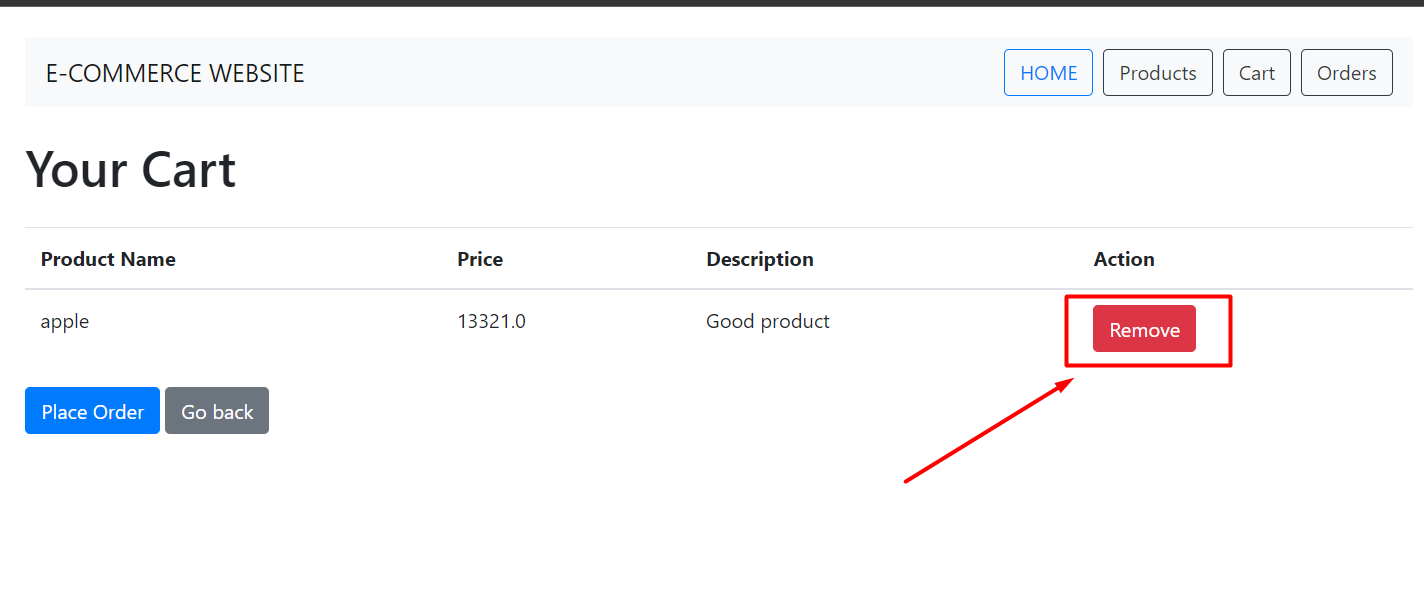 E-COMMERCE WEBSITE HOME Products Cart Orders
Your Cart
Product Name Price Description Action
apple 13321.0 Good product Remove
Place Order Go back